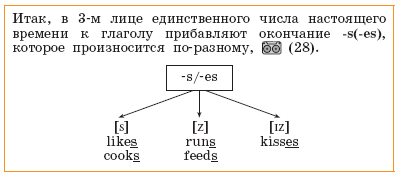 Итак, в 3-м лице единственного числа настоящего
времени к глаголу прибавляют окончание -s(-es),
которое произносится по-разному, (28).
-s/-es
[s] [z] [ɪz]
likes runs kisses
cooks feeds